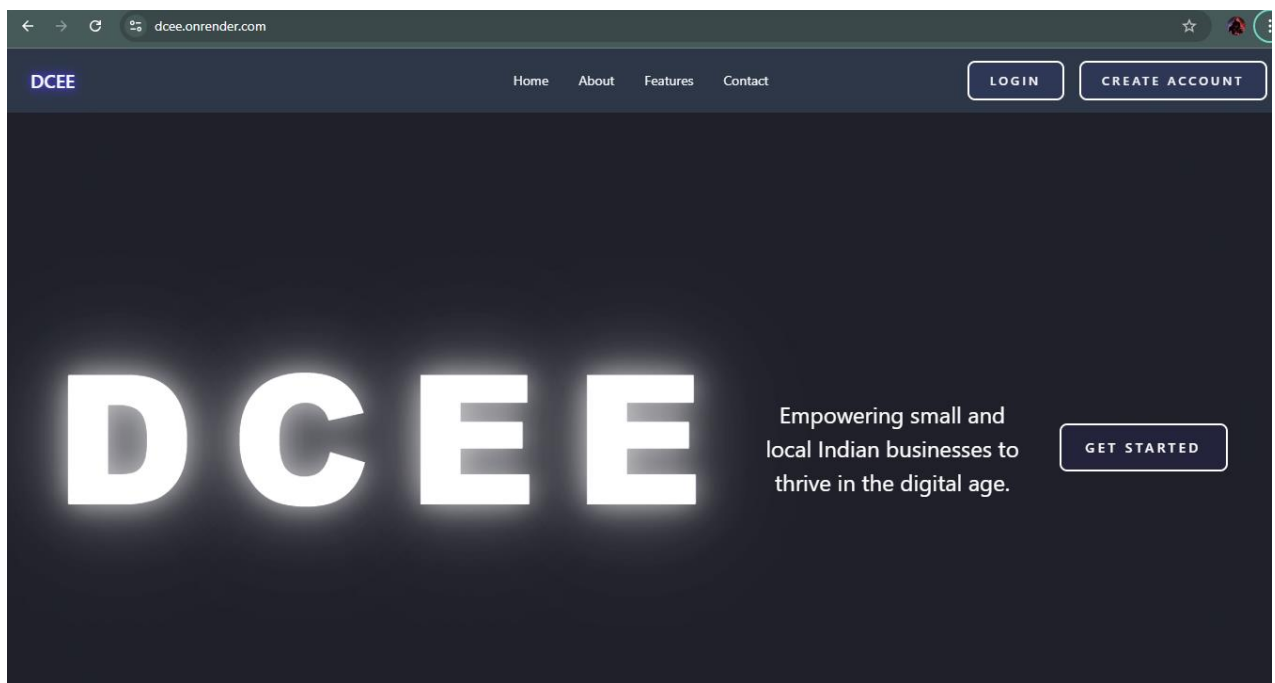 dcee.onrender.com
DCEE
Home About Features Contact
LOGIN CREATE ACCOUNT
DCEE
Empowering small and
local Indian businesses to
thrive in the digital age.
GET STARTED